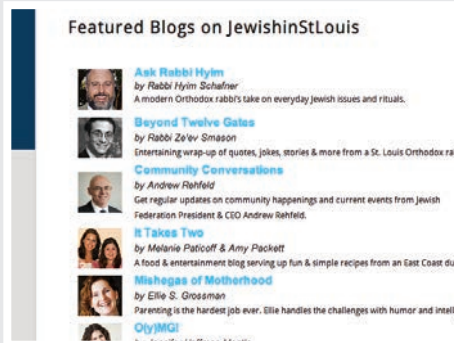 Featured Blogs on JewishinStLouis
Ask Rabbi Hyim
by Rabbi Hyim Schafner
A modern Orthodox rabbi's take on everyday Jewish issues and rituals.
Beyond Twelve Gates
by Rabbi Ze'ev Smason
Entertaining wrap-up of quotes, jokes, stories & more from a St. Louis Orthodox ra
Community Conversations
by Andrew Rehfeld
Get regular updates on community happenings and current events from Jewish
Federation President & CEO Andrew Rehfeld.
It Takes Two
by Melanie Paticoff & Amy Packett
A food & entertainment blog serving up fun & simple recipes from an East Coast du
Mishegas of Motherhood
by Ellie S. Grossman
Parenting is the hardest job ever. Ellie handles the challenges with humor and intell
O(y)MG!